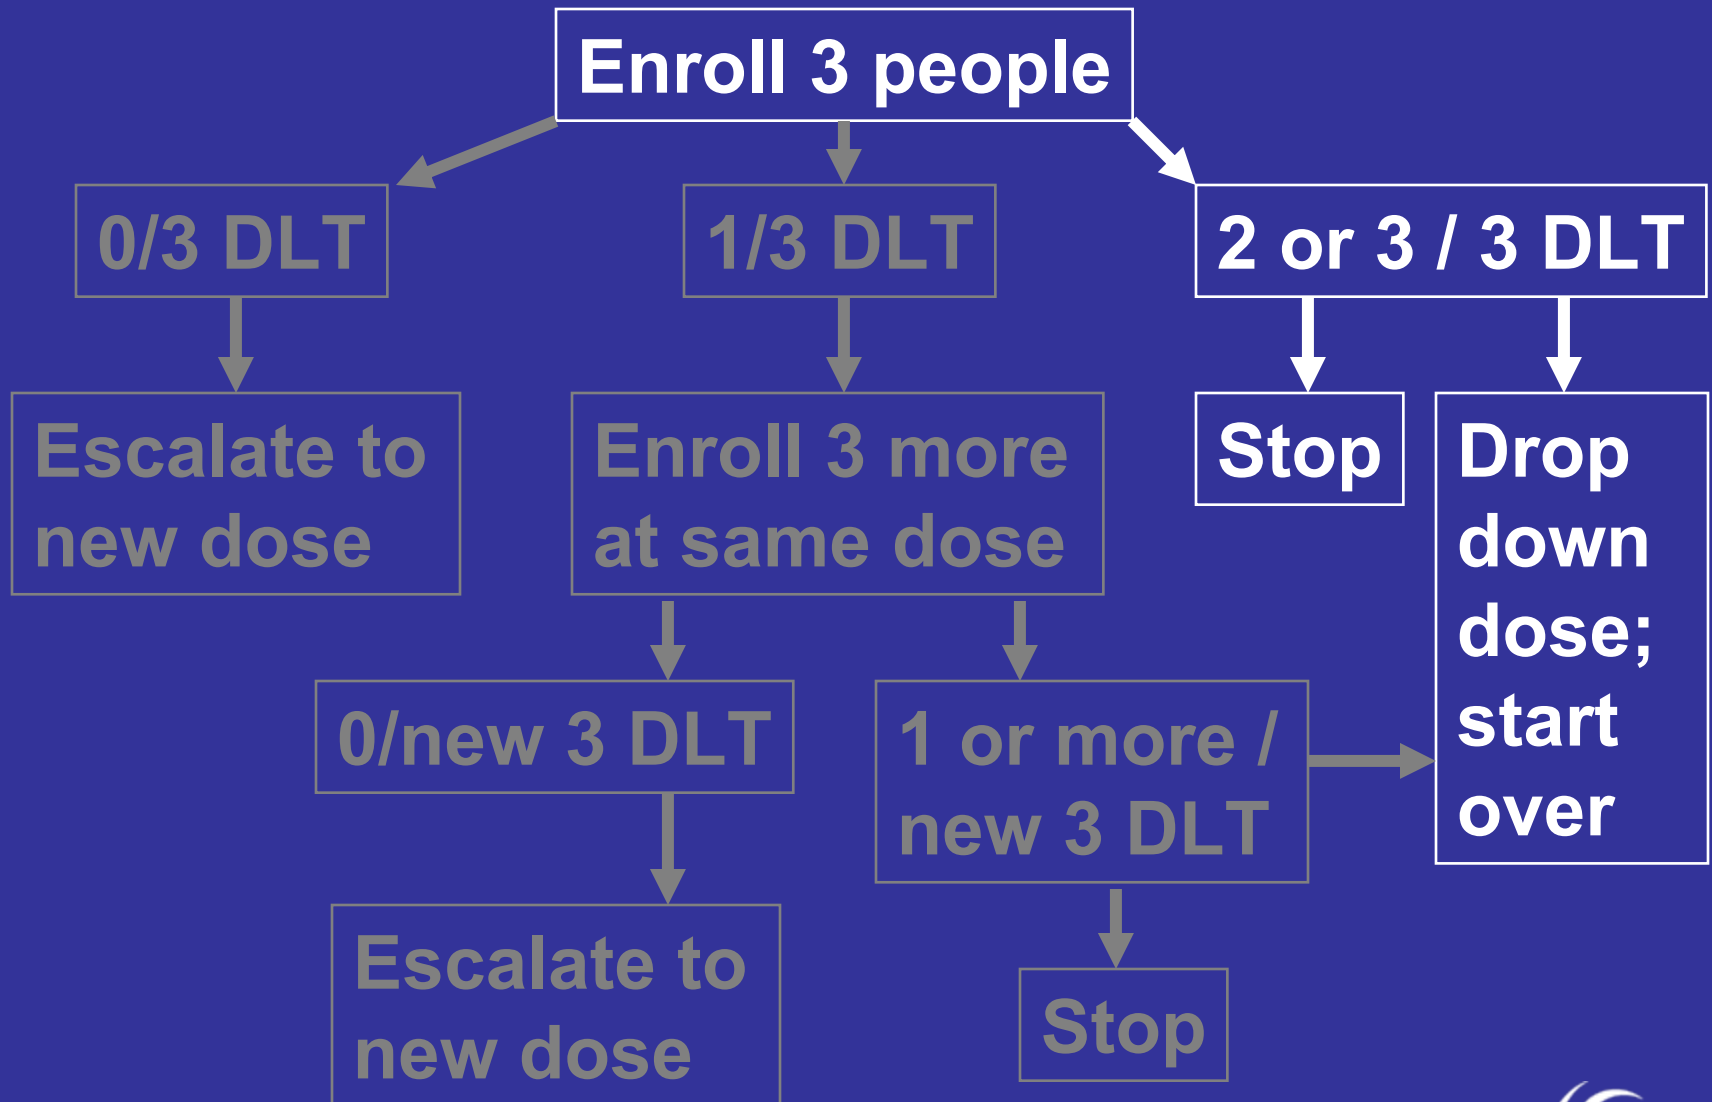 Enroll 3 people
0/3 DLT
1/3 DLT
2 or 3 / 3 DLT
Escalate to
new dose
Enroll 3 more
at same dose
Stop
Drop
down
dose;
start
over
0/new 3 DLT
1 or more /
new 3 DLT
Escalate to
new dose
Stop